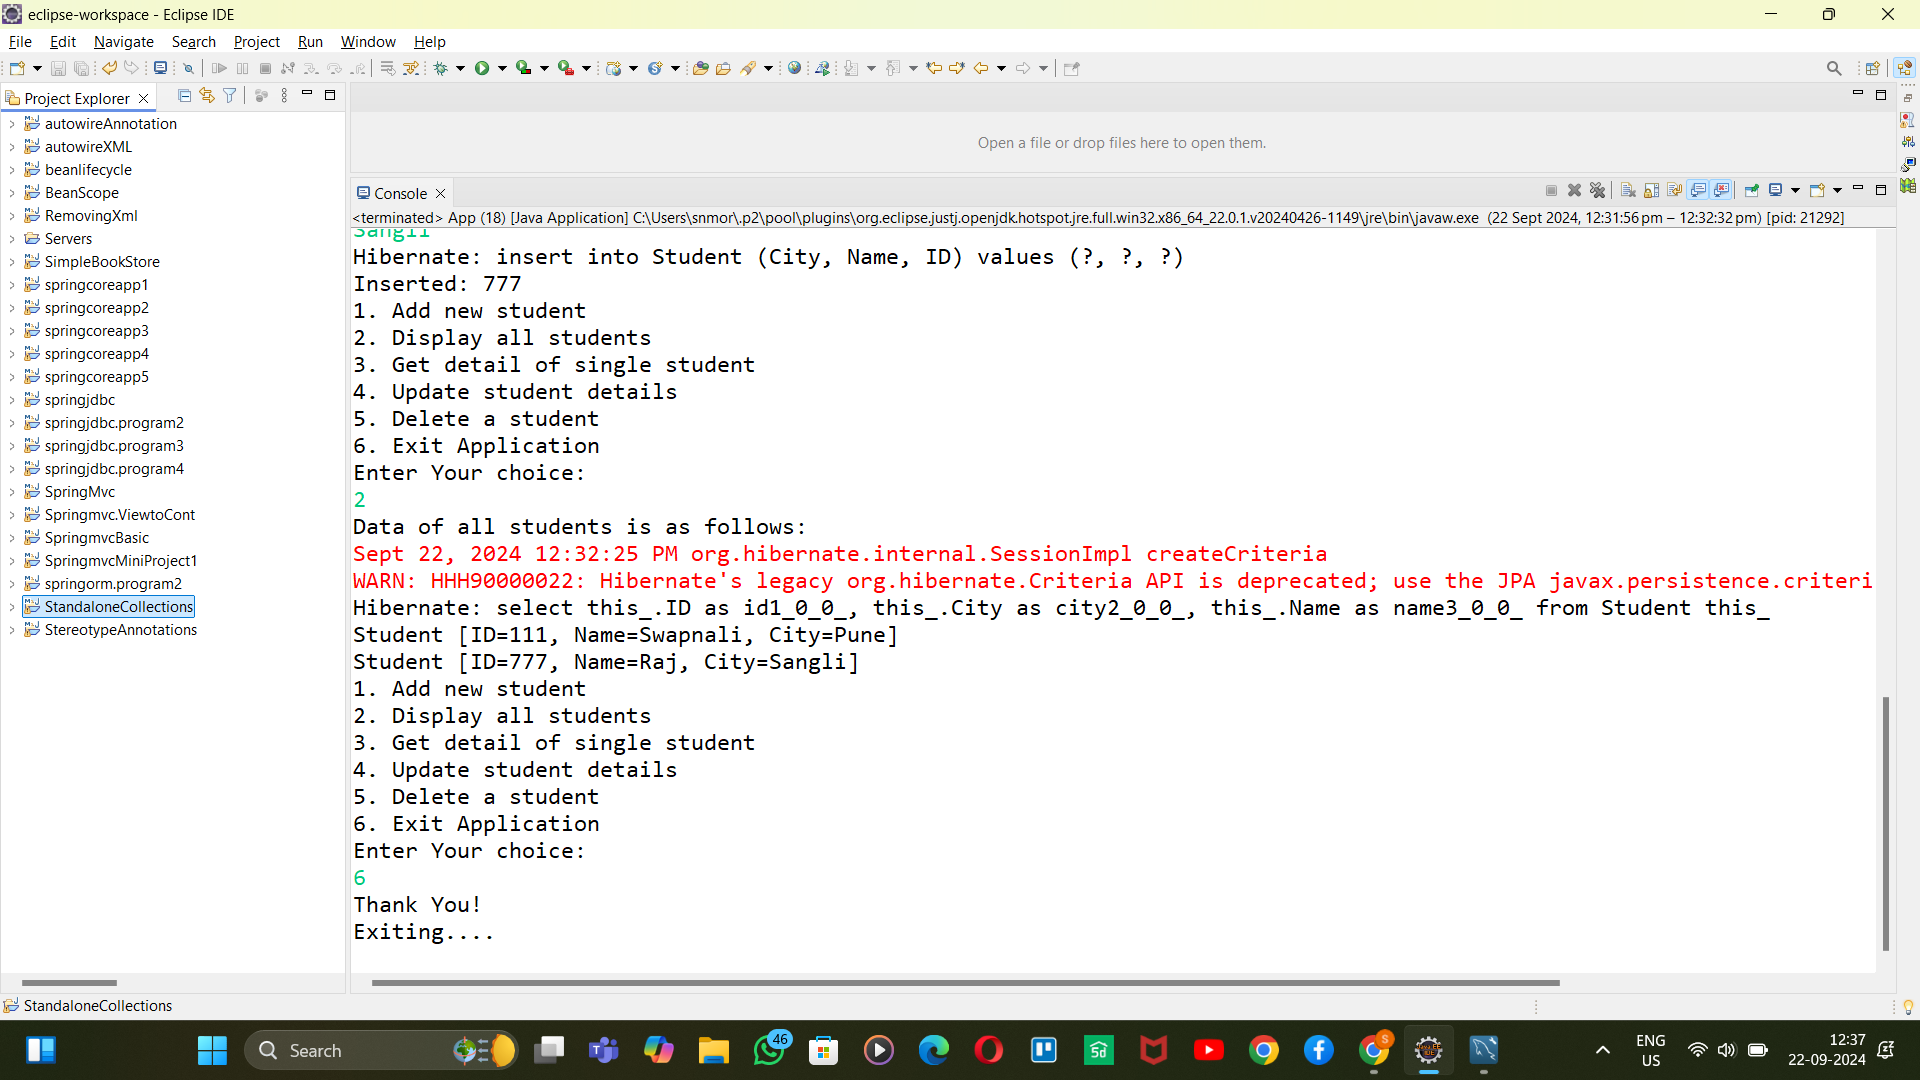 eclipse-workspace - Eclipse IDE
File Edit Navigate Search Project Run Window Help
Project Explorer
autowireAnnotation
autowireXML
beanlifecycle
BeanScope
RemovingXml
Servers
SimpleBookStore
springcoreapp1
springcoreapp2
springcoreapp3
springcoreapp4
springcoreapp5
springjdbc
springjdbc.program2
springjdbc.program3
springjdbc.program4
SpringMvc
Springmvc.ViewtoCont
SpringmvcBasic
SpringmvcMiniProject1
springorm.program2
StandaloneCollections
StereotypeAnnotations
Open a file or drop files here to open them.
Console
<terminated> App (18) [Java Application] C:\Users\snmor\.p2\pool\plugins\org.eclipse.justj.openjdk.hotspot.jre.full.win32.x86_64_22.0.1.v20240426-1149\jre\bin\javaw.exe (22 Sept 2024, 12:31:56 pm – 12:32:32 pm) [pid: 21292]
Sangli
Hibernate: insert into Student (City, Name, ID) values (?, ?, ?)
Inserted: 777
1. Add new student
2. Display all students
3. Get detail of single student
4. Update student details
5. Delete a student
6. Exit Application
Enter Your choice:
2
Data of all students is as follows:
Sept 22, 2024 12:32:25 PM org.hibernate.internal.SessionImpl createCriteria
WARN: HHH90000022: Hibernate's legacy org.hibernate.Criteria API is deprecated; use the JPA javax.persistence.criteri
Hibernate: select this_.ID as id1_0_0_, this_.City as city2_0_0_, this_.Name as name3_0_0_ from Student this_
Student [ID=111, Name=Swapnali, City=Pune]
Student [ID=777, Name=Raj, City=Sangli]
1. Add new student
2. Display all students
3. Get detail of single student
4. Update student details
5. Delete a student
6. Exit Application
Enter Your choice:
6
Thank You!
Exiting....
StandaloneCollections
Search
46
S
ENG
US
12:37
22-09-2024